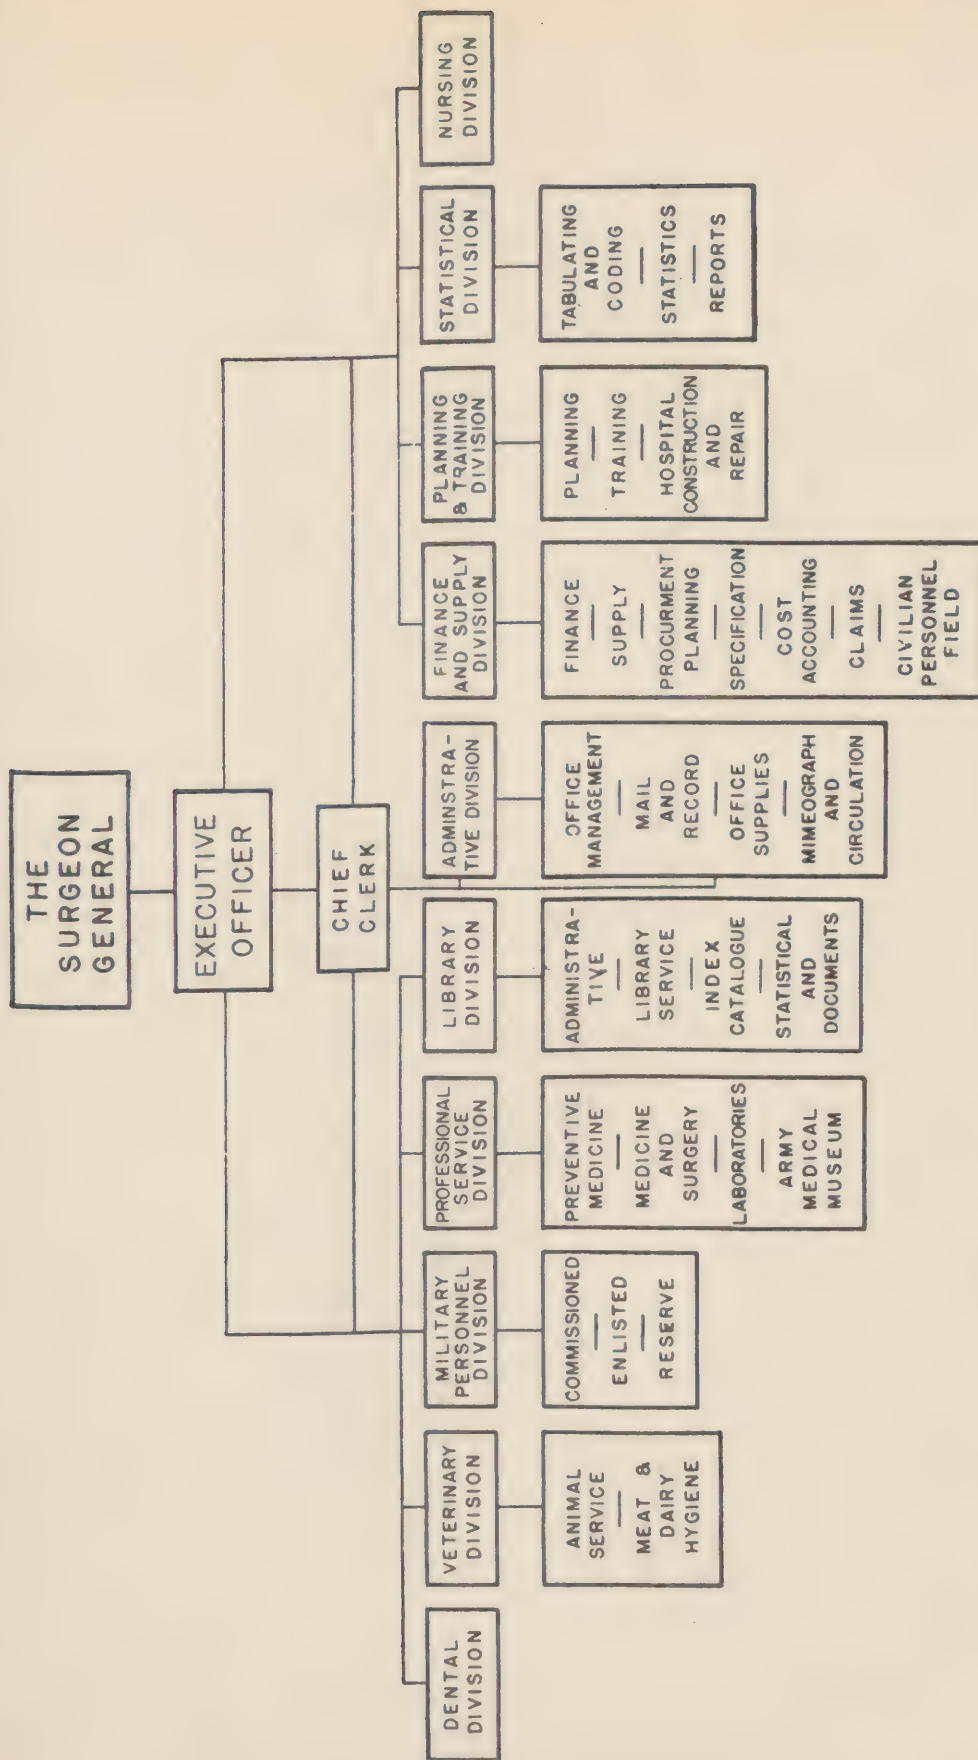 THE
SURGEON
GENERAL
EXECUTIVE
OFFICER
CHIEF
CLERK
DENTAL
DIVISION
VETERINARY
DIVISION
MILITARY
PERSONNEL
DIVISION
PROFESSIONAL
SERVICE
DIVISION
LIBRARY
DIVISION
ADMINSTRA-
TIVE DIVISION
FINANCE
AND SUPPLY
DIVISION
PLANNING
& TRAINING
DIVISION
STATISTICAL
DIVISION
NURSING
DIVISION
ANIMAL
SERVICE
MEAT &
DAIRY
HYGIENE
COMMISSIONED
ENLISTED
RESERVE
PREVENTIVE
MEDICINE
MEDICINE
AND
SURGERY
LABORATORIES
ARMY
MEDICAL
MUSEUM
ADMINISTRA-
TIVE
LIBRARY
SERVICE
INDEX
CATALOGUE
STATISTICAL
AND
DOCUMENTS
OFFICE
MANAGEMENT
MAIL
AND
RECORD
OFFICE
SUPPLIES
MIMEOGRAPH
AND
CIRCULATION
FINANCE
SUPPLY
PROCURMENT
PLANNING
SPECIFICATION
COST
ACCOUNTING
CLAIMS
CIVILIAN
PERSONNEL
FIELD
PLANNING
TRAINING
HOSPITAL
CONSTRUCTION
AND
REPAIR
TABULATING
AND
CODING
STATISTICS
REPORTS